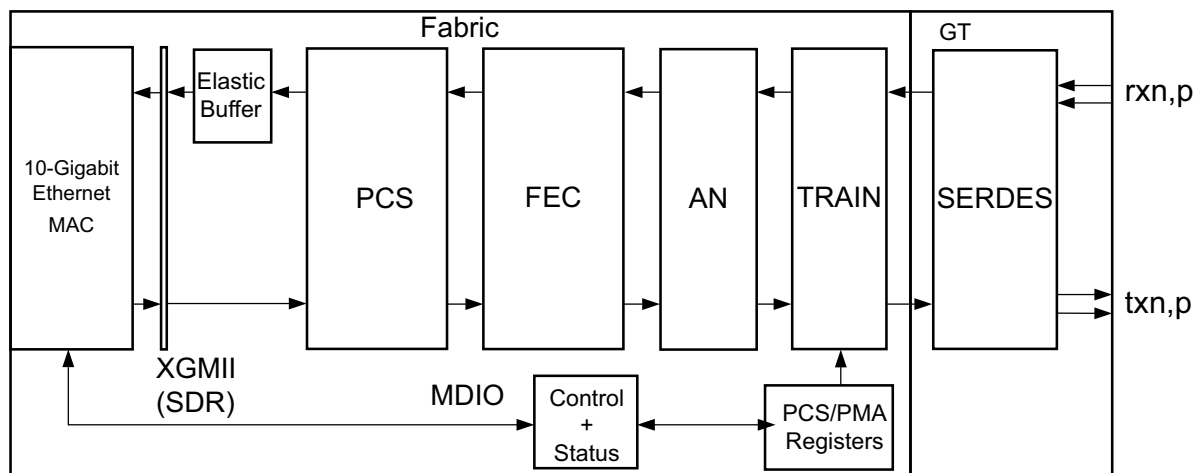 Fabric
GT
Elastic
Buffer
rxn,p
10-Gigabit
Ethernet
MAC
PCS
FEC
AN
TRAIN
SERDES
txn,p
XGMII
(SDR)
MDIO
Control
+
Status
PCS/PMA
Registers